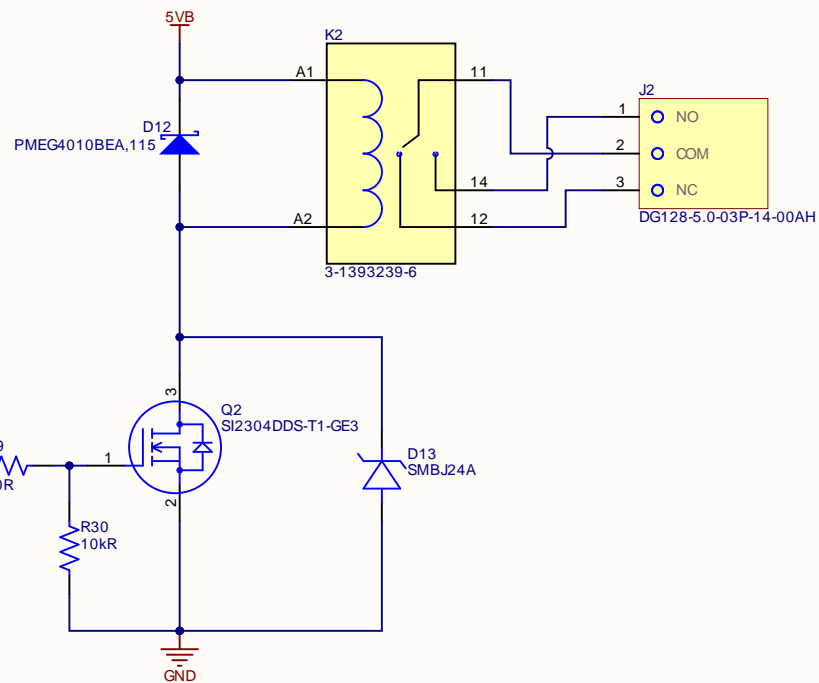 5VB
K2
A1
11
J2
1
NO
D12
PMEG4010BEA,115
2
COM
14
3
NC
A2
12
DG128-5.0-03P-14-00AH
3-1393239-6
3
Q2
SI2304DDS-T1-GE3
9
1
D13
SMBJ24A
0R
2
R30
10kR
GND